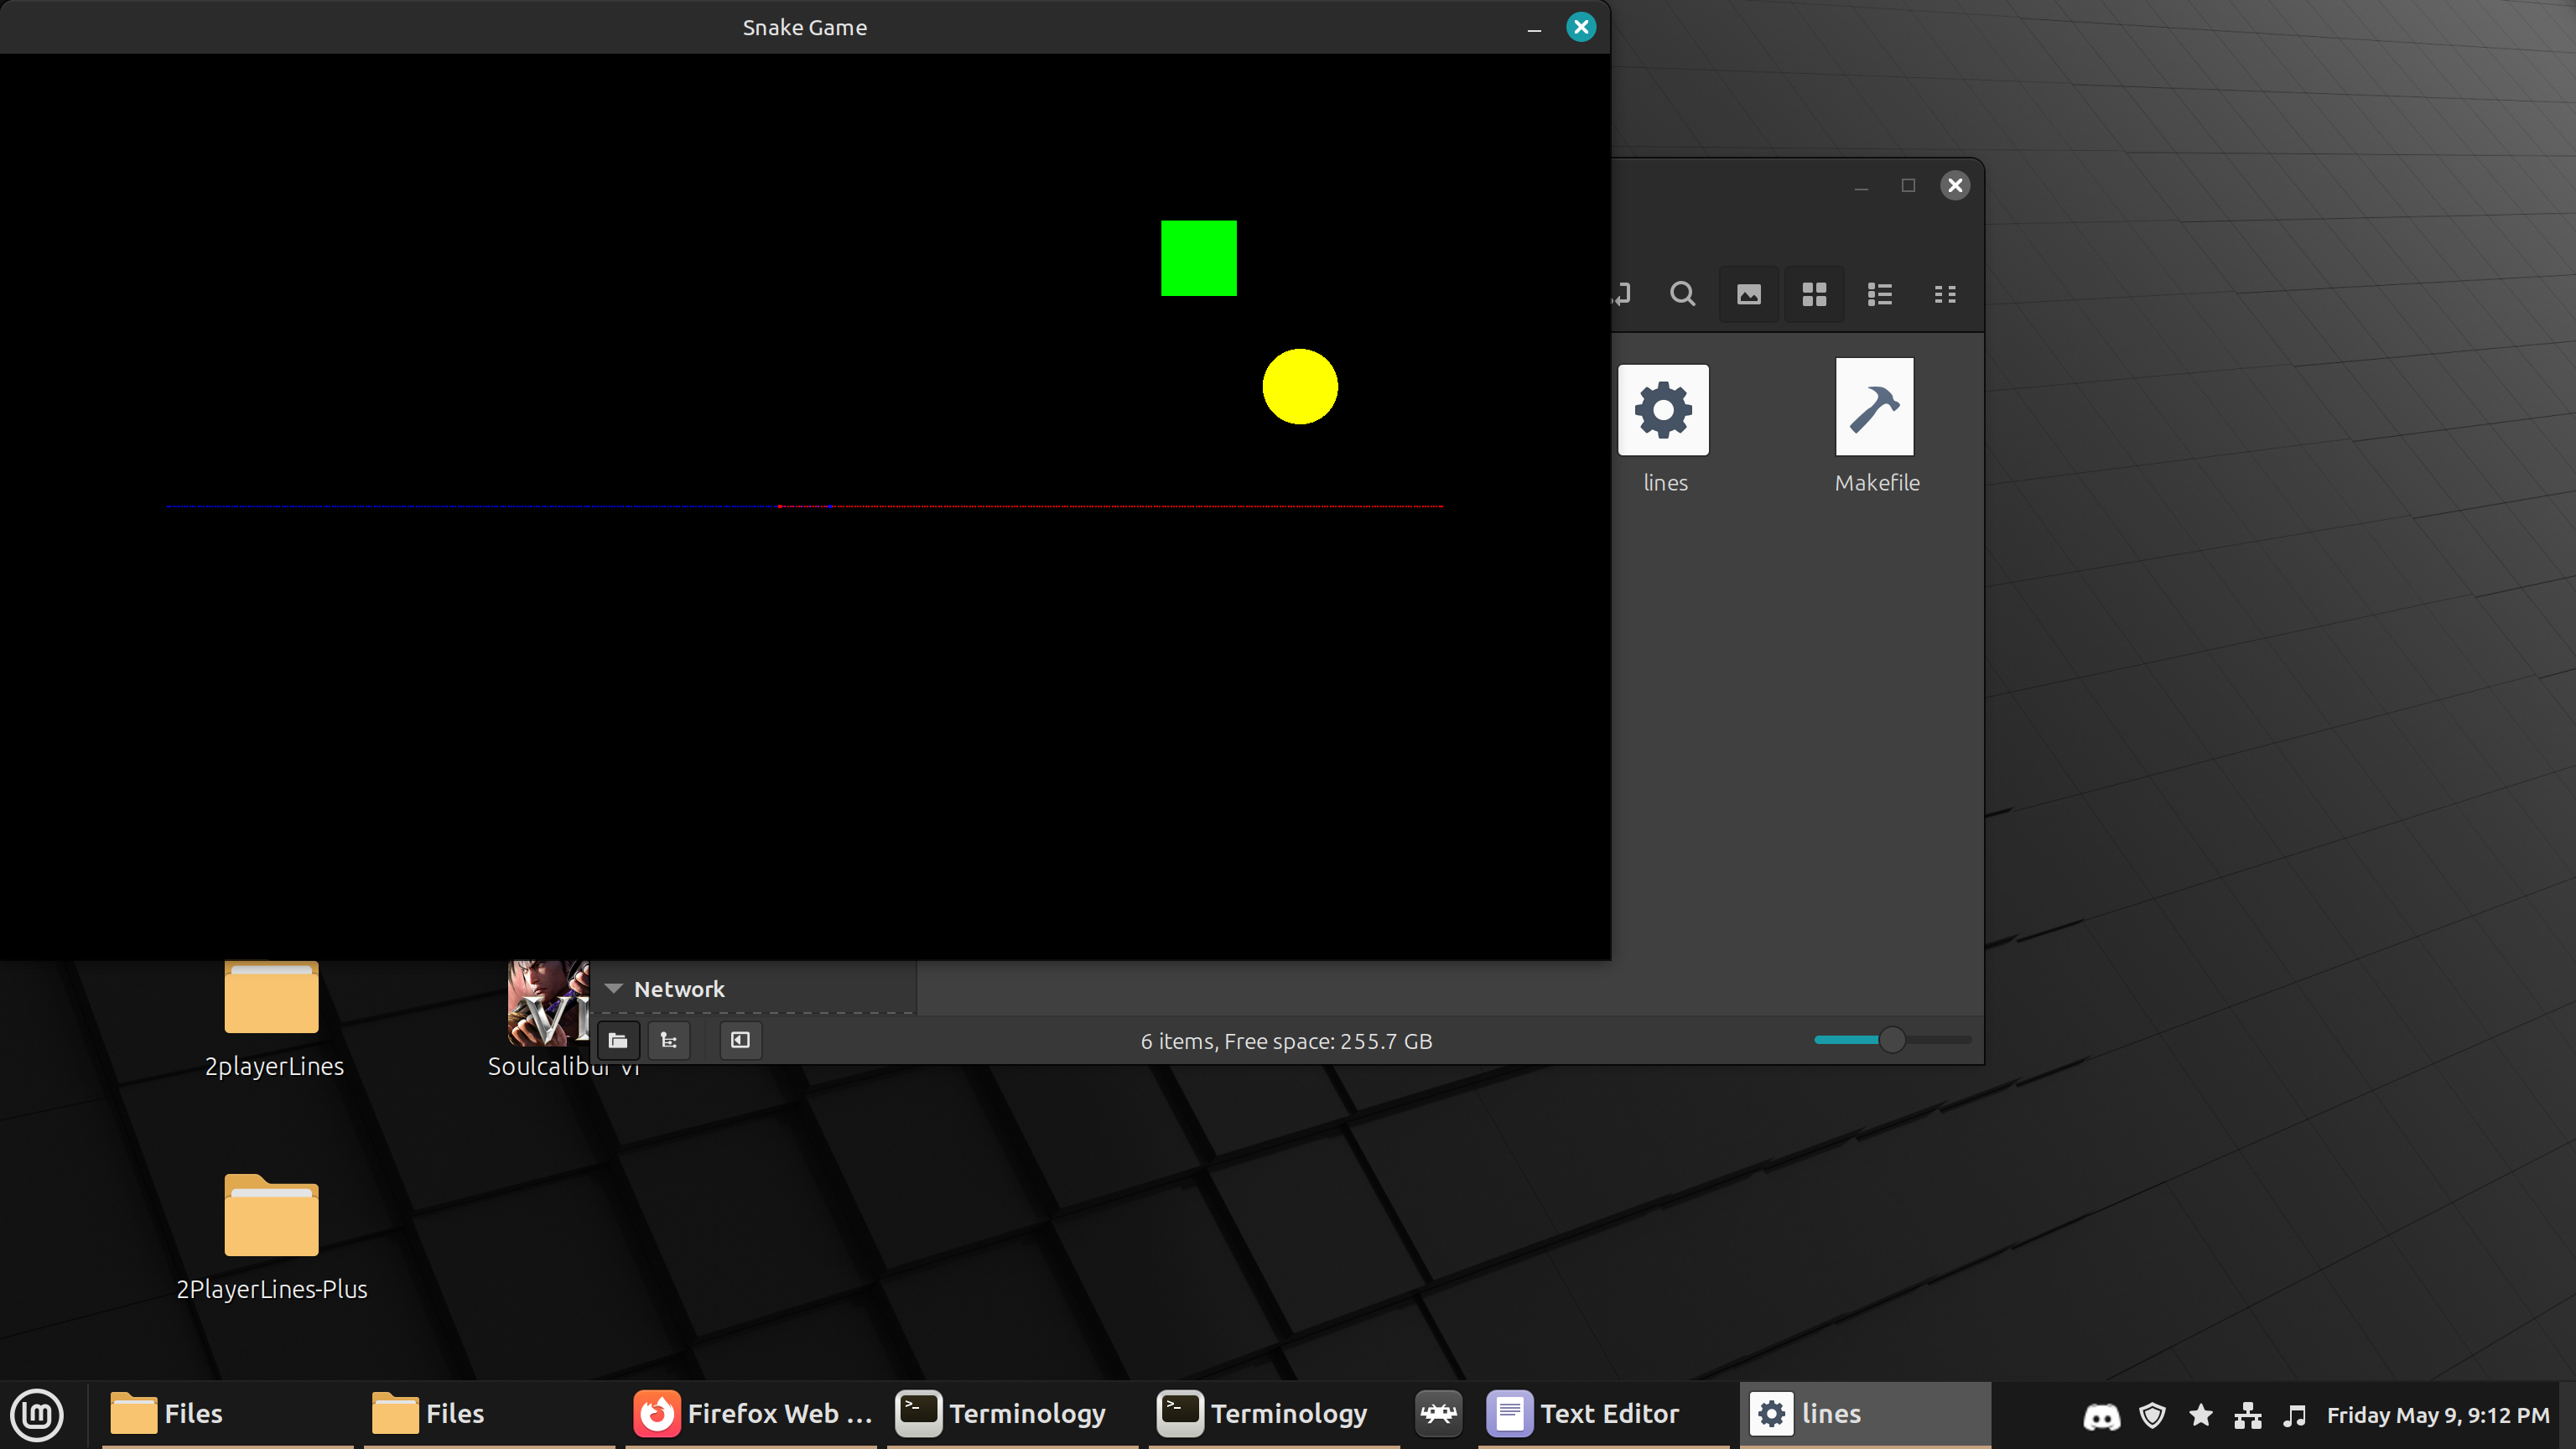 Snake Game
lines
Makefile
Network
6 items, Free space: 255.7 GB
VI
2playerLines
Soulcalibur VI
2PlayerLines-Plus
Files
Files
Firefox Web ...
Terminology
Terminology
Text Editor
lines
Friday May 9, 9:12 PM